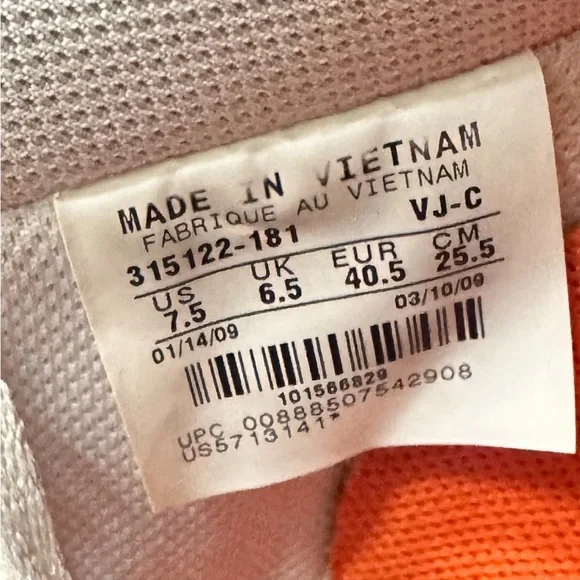 MADE IN VIETNAM
FABRIQUE AU VIETNAM
315122-181 VJ-C
US UK EUR CM
7.5 6.5 40.5 25.5
01/14/09 03/10/09
101566829
UPC 00888507542908
US5713141*